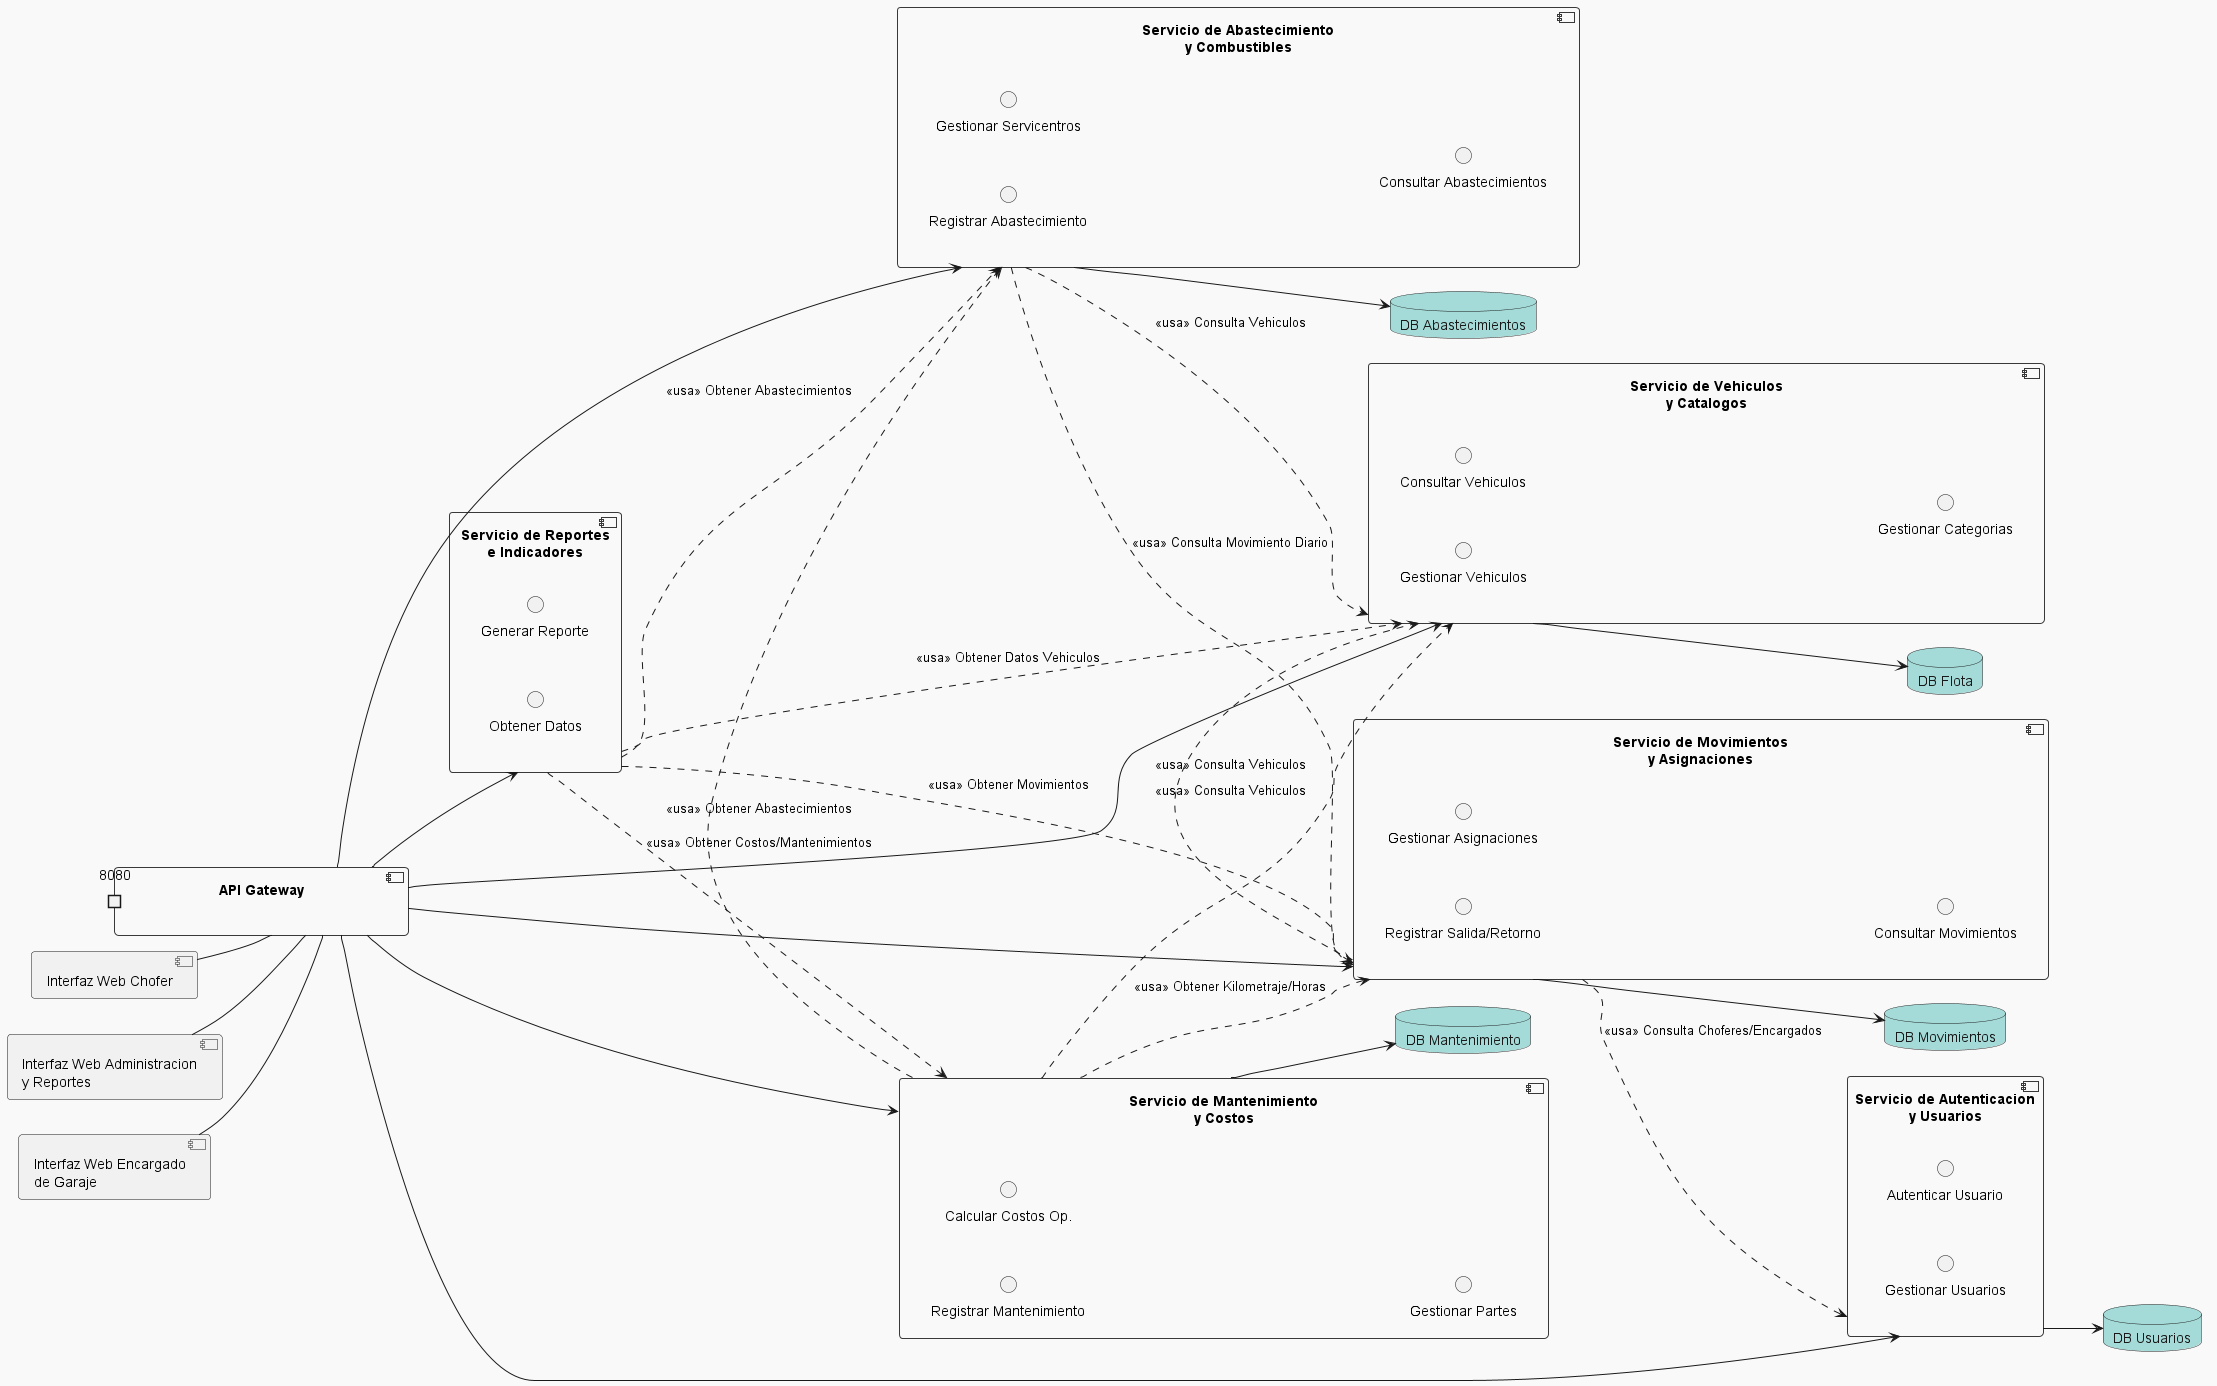 Servicio de Abastecimiento
y Combustibles
Gestionar Servicentros
Consultar Abastecimientos
Registrar Abastecimiento
«usa» Consulta Vehiculos
DB Abastecimientos
«usa» Obtener Abastecimientos
Servicio de Vehiculos
y Catalogos
Consultar Vehiculos
Gestionar Categorias
Gestionar Vehiculos
Servicio de Reportes
e Indicadores
Generar Reporte
Obtener Datos
«usa» Consulta Movimiento Diario
«usa» Obtener Datos Vehiculos
DB Flota
Servicio de Movimientos
y Asignaciones
Gestionar Asignaciones
Registrar Salida/Retorno
Consultar Movimientos
«usa» Consulta Vehiculos
«usa» Obtener Movimientos
«usa» Consulta Vehiculos
«usa» Obtener Abastecimientos
«usa» Obtener Costos/Mantenimientos
8080
API Gateway
Interfaz Web Chofer
Interfaz Web Administracion
y Reportes
Interfaz Web Encargado
de Garaje
«usa» Obtener Kilometraje/Horas
DB Mantenimiento
«usa» Consulta Choferes/Encargados
DB Movimientos
Servicio de Mantenimiento
y Costos
Calcular Costos Op.
Registrar Mantenimiento
Gestionar Partes
Servicio de Autenticacion
y Usuarios
Autenticar Usuario
Gestionar Usuarios
DB Usuarios